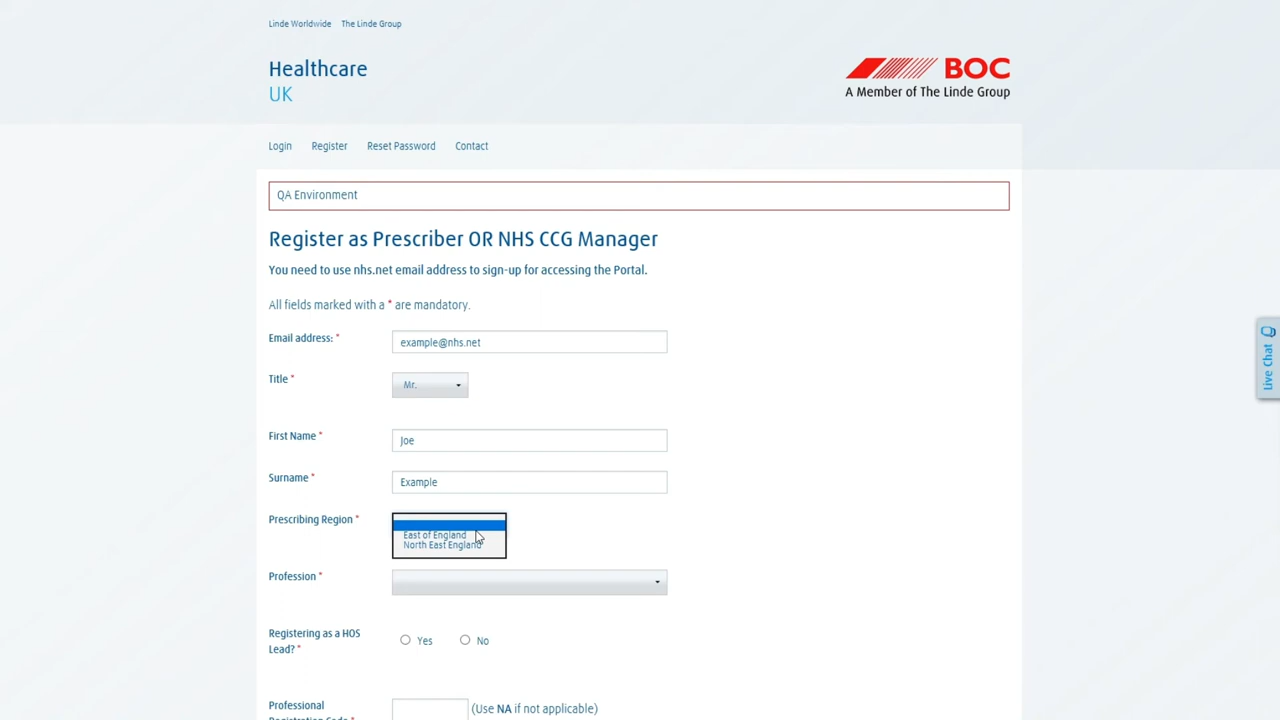 Linde Worldwide The Linde Group
Healthcare
UK
BOC
A Member of The Linde Group
Login Register Reset Password Contact
QA Environment
Register as Prescriber OR NHS CCG Manager
You need to use nhs.net email address to sign-up for accessing the Portal.
All fields marked with a * are mandatory.
Email address: * example@nhs.net
Title * Mr.
First Name * Joe
Surname * Example
Prescribing Region *
East of England
North East England
Profession *
Registering as a HOS
Lead? * Yes No
Professional
Registration Code * (Use NA if not applicable)
Live Chat